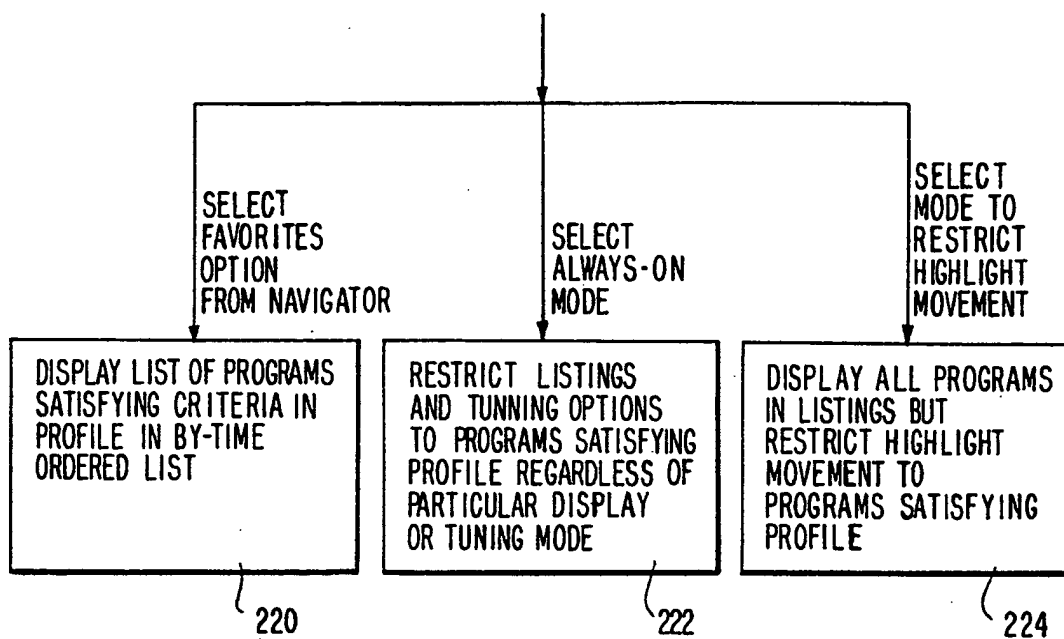 SELECT
FAVORITES
OPTION
FROM NAVIGATOR
SELECT
ALWAYS-ON
MODE
SELECT
MODE TO
RESTRICT
HIGHLIGHT
MOVEMENT
DISPLAY LIST OF PROGRAMS
SATISFYING CRITERIA IN
PROFILE IN BY-TIME
ORDERED LIST
RESTRICT LISTINGS
AND TUNNING OPTIONS
TO PROGRAMS SATISFYING
PROFILE REGARDLESS OF
PARTICULAR DISPLAY
OR TUNING MODE
DISPLAY ALL PROGRAMS
IN LISTINGS BUT
RESTRICT HIGHLIGHT
MOVEMENT TO
PROGRAMS SATISFYING
PROFILE
220
222
224